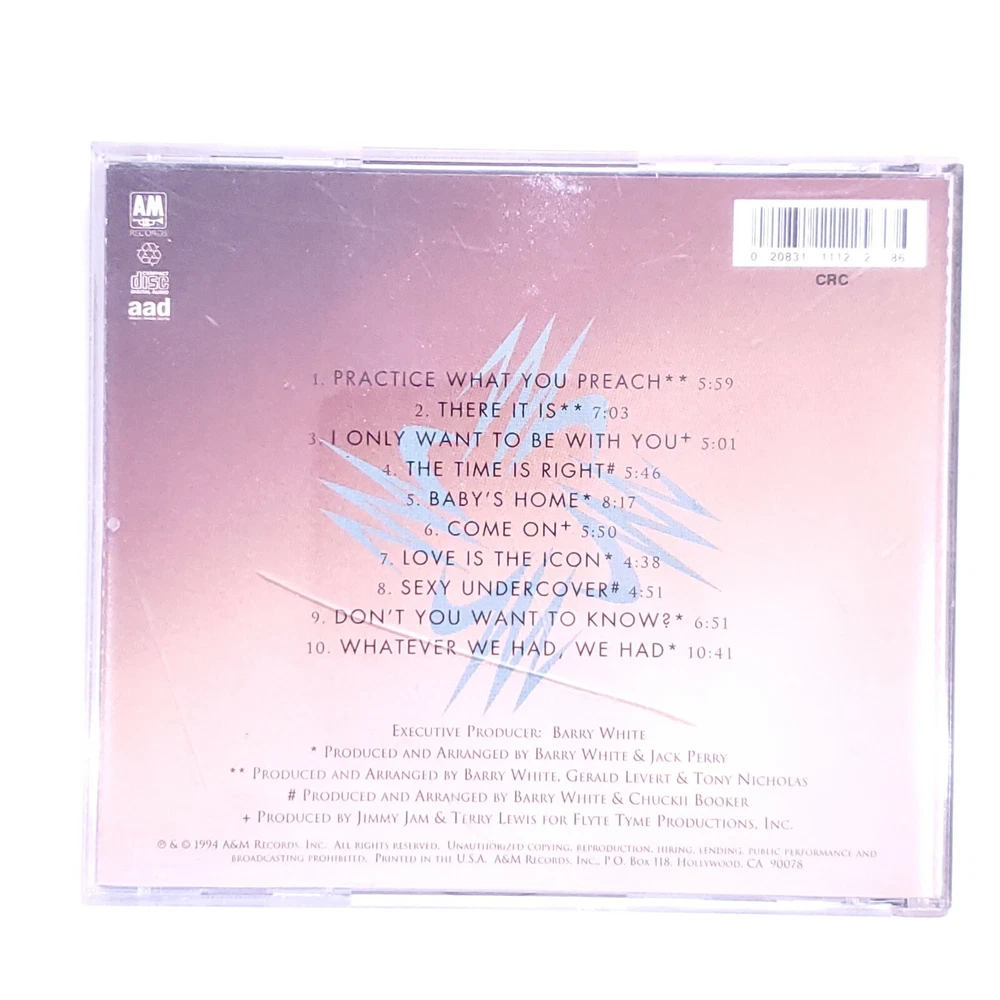 AM
RECORDS
COMPACT
disc
DIGITAL AUDIO
aad
0 20831 1112 2 86
CRC
1. PRACTICE WHAT YOU PREACH** 5:59
2. THERE IT IS** 7:03
3. I ONLY WANT TO BE WITH YOU+ 5:01
4. THE TIME IS RIGHT# 5:46
5. BABY'S HOME* 8:17
6. COME ON+ 5:50
7. LOVE IS THE ICON* 4:38
8. SEXY UNDERCOVER# 4:51
9. DON'T YOU WANT TO KNOW?* 6:51
10. WHATEVER WE HAD, WE HAD* 10:41
EXECUTIVE PRODUCER: BARRY WHITE
* PRODUCED AND ARRANGED BY BARRY WHITE & JACK PERRY
** PRODUCED AND ARRANGED BY BARRY WHITE, GERALD LEVERT & TONY NICHOLAS
# PRODUCED AND ARRANGED BY BARRY WHITE & CHUCKII BOOKER
+ PRODUCED BY JIMMY JAM & TERRY LEWIS FOR FLYTE TYME PRODUCTIONS, INC.
℗ & © 1994 A&M RECORDS, INC. ALL RIGHTS RESERVED. UNAUTHORIZED COPYING, REPRODUCTION, HIRING, LENDING, PUBLIC PERFORMANCE AND
BROADCASTING PROHIBITED. PRINTED IN THE U.S.A. A&M RECORDS, INC., P.O. BOX 118, HOLLYWOOD, CA 90078